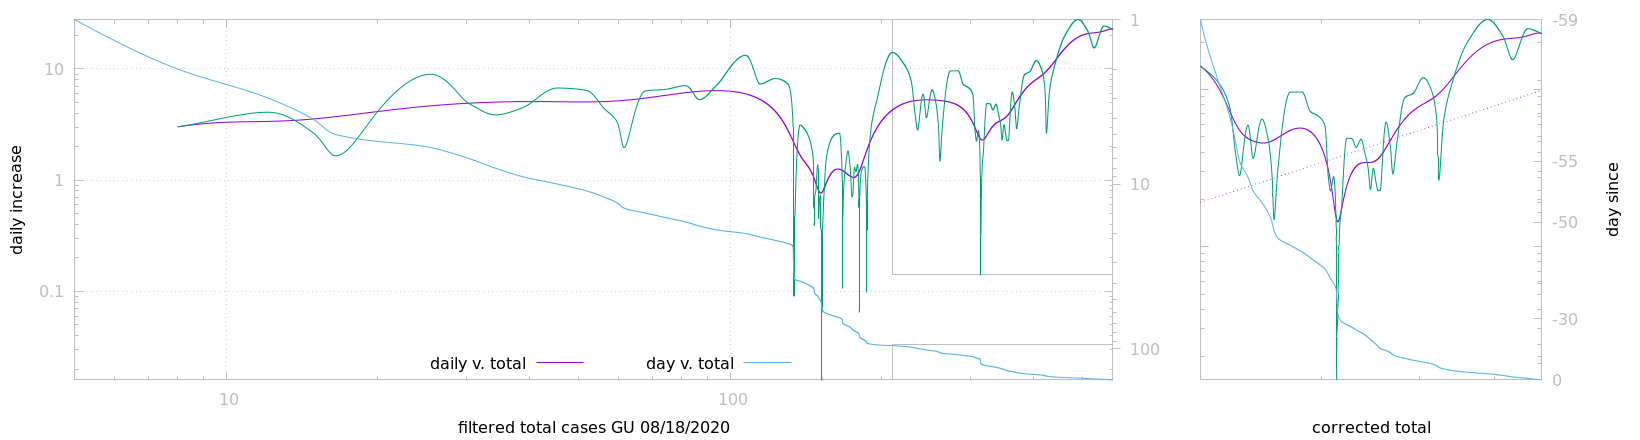 10
1
0.1
daily increase
daily v. total
day v. total
10
100
filtered total cases GU 08/18/2020
1
10
100
-59
-55
-50
-30
0
day since
corrected total